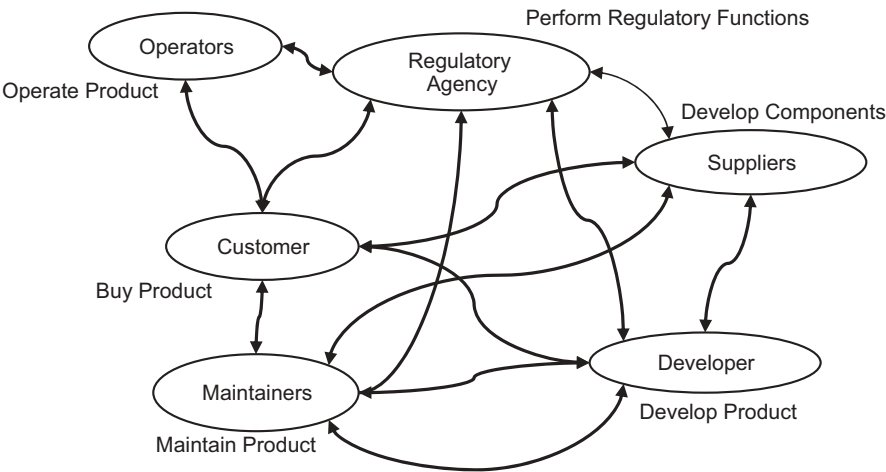 Perform Regulatory Functions
Operators
Regulatory
Agency
Operate Product
Develop Components
Suppliers
Customer
Buy Product
Developer
Maintainers
Develop Product
Maintain Product